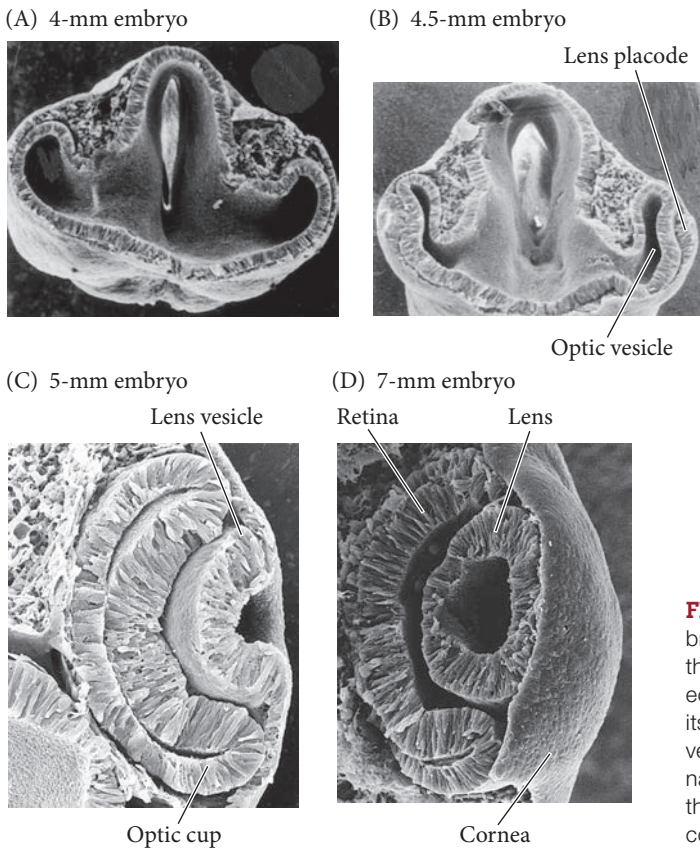 (A) 4-mm embryo
(B) 4.5-mm embryo
Lens placode
Optic vesicle
(C) 5-mm embryo
(D) 7-mm embryo
Lens vesicle
Retina
Lens
Optic cup
Cornea